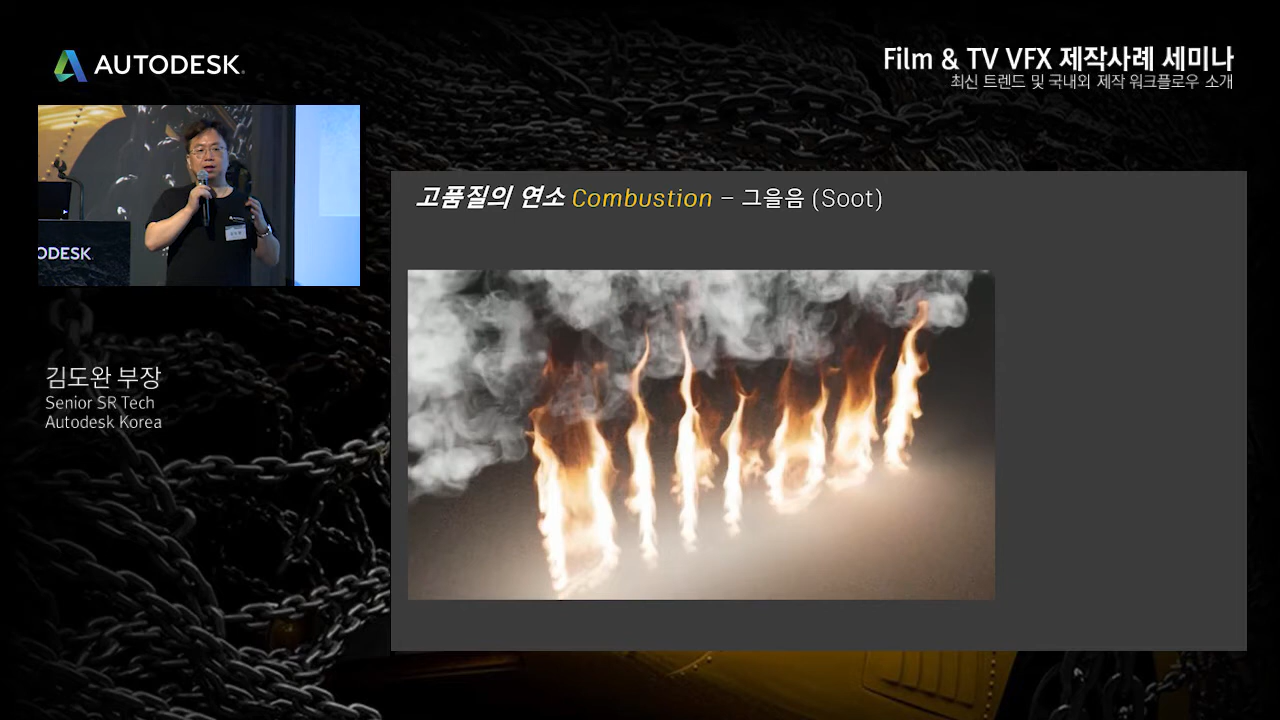 AUTODESK.
Film & TV VFX 제작사례 세미나
최신 트렌드 및 국내외 제작 워크플로우 소개
ODESK
고품질의 연소 Combustion – 그을음 (Soot)
김도완 부장
Senior SR Tech
Autodesk Korea